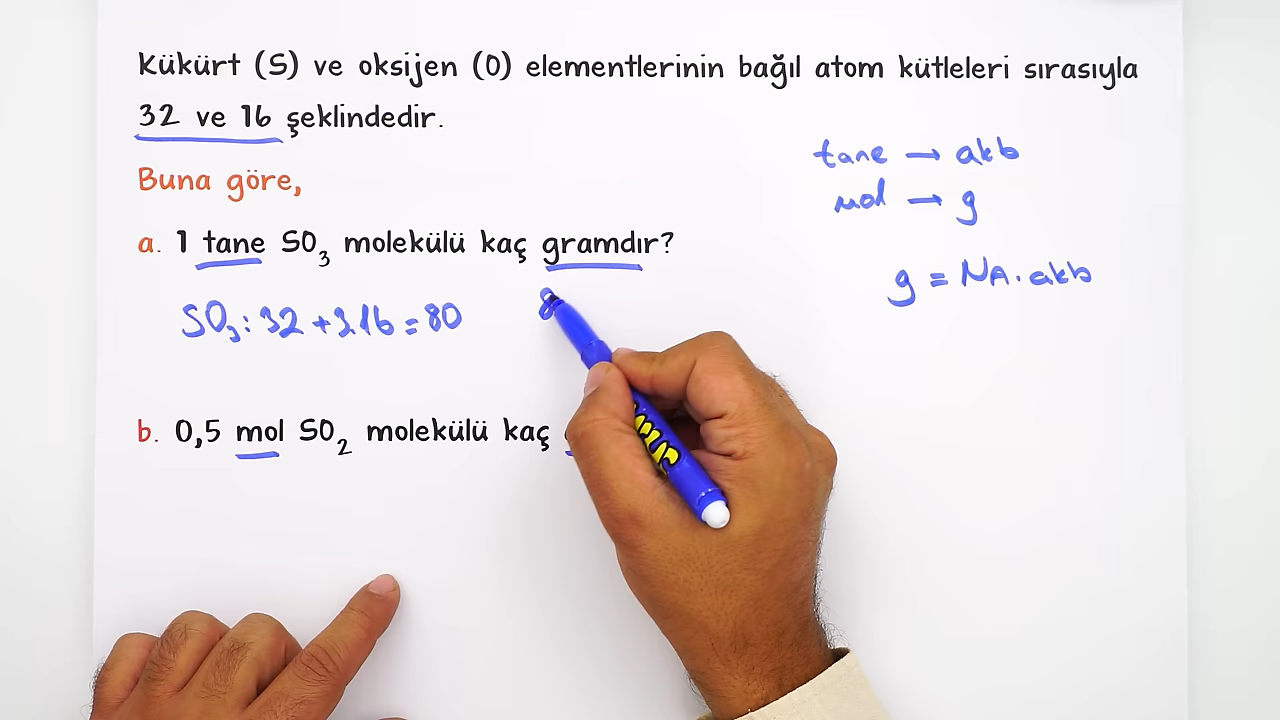 Kükürt (S) ve oksijen (O) elementlerinin bağıl atom kütleleri sırasıyla
32 ve 16 şeklindedir.
tane → akb
mol → g
Buna göre,
a. 1 tane SO₃ molekülü kaç gramdır?
g = NA. akb
SO₃: 32 + 3.16 = 80
8
b. 0,5 mol SO₂ molekülü kaç